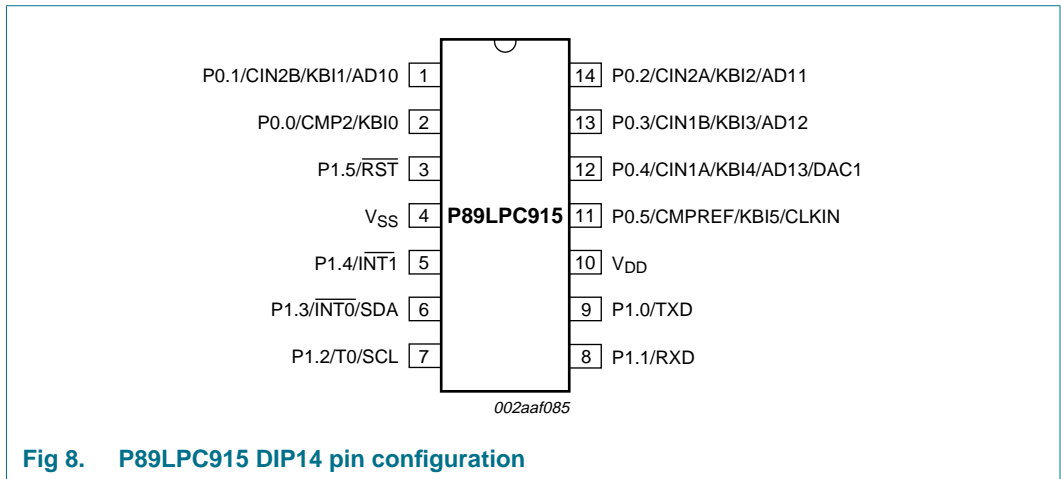 P0.1/CIN2B/KBI1/AD10 1
P0.0/CMP2/KBI0 2
P1.5/R̅S̅T̅ 3
VSS 4
P1.4/I̅N̅T̅1̅ 5
P1.3/I̅N̅T̅0̅/SDA 6
P1.2/T0/SCL 7
P89LPC915
14 P0.2/CIN2A/KBI2/AD11
13 P0.3/CIN1B/KBI3/AD12
12 P0.4/CIN1A/KBI4/AD13/DAC1
11 P0.5/CMPREF/KBI5/CLKIN
10 VDD
9 P1.0/TXD
8 P1.1/RXD
002aaf085
Fig 8. P89LPC915 DIP14 pin configuration